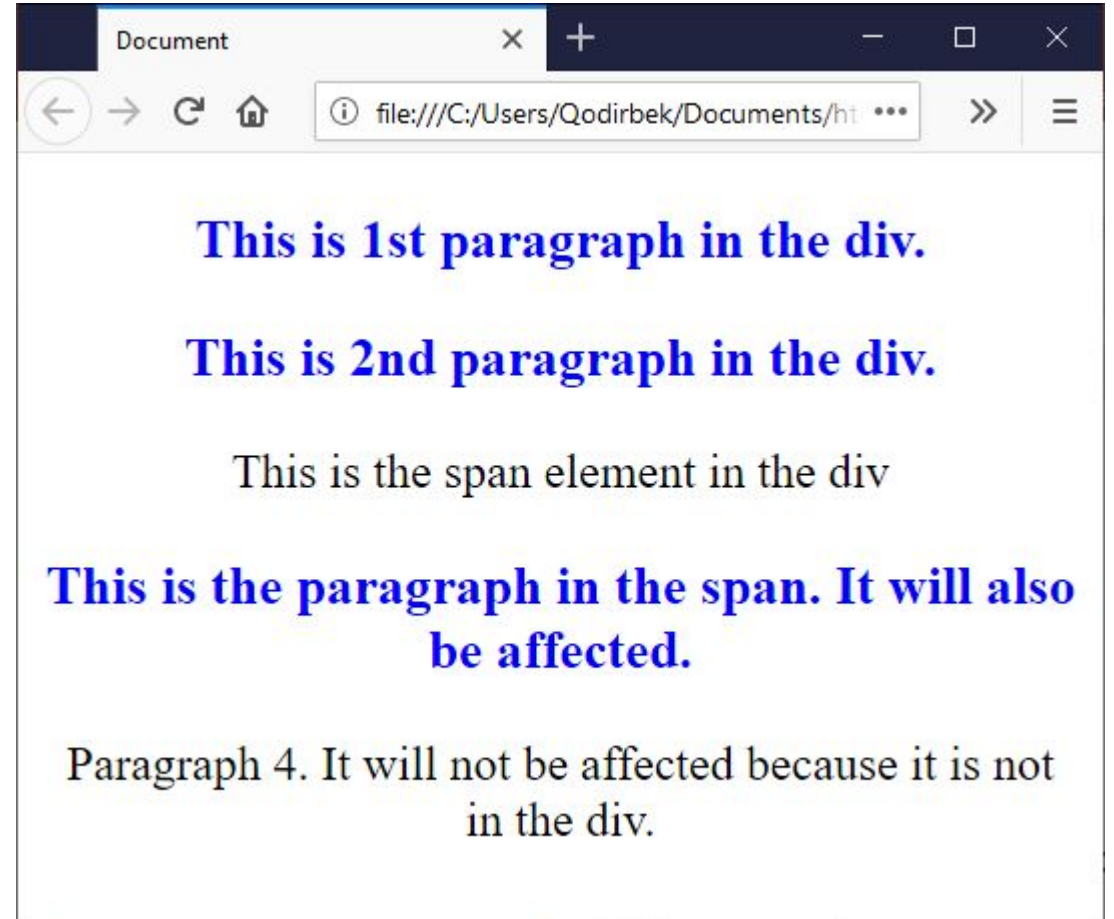 Document
file:///C:/Users/Qodirbek/Documents/ht
This is 1st paragraph in the div.
This is 2nd paragraph in the div.
This is the span element in the div
This is the paragraph in the span. It will also
be affected.
Paragraph 4. It will not be affected because it is not
in the div.